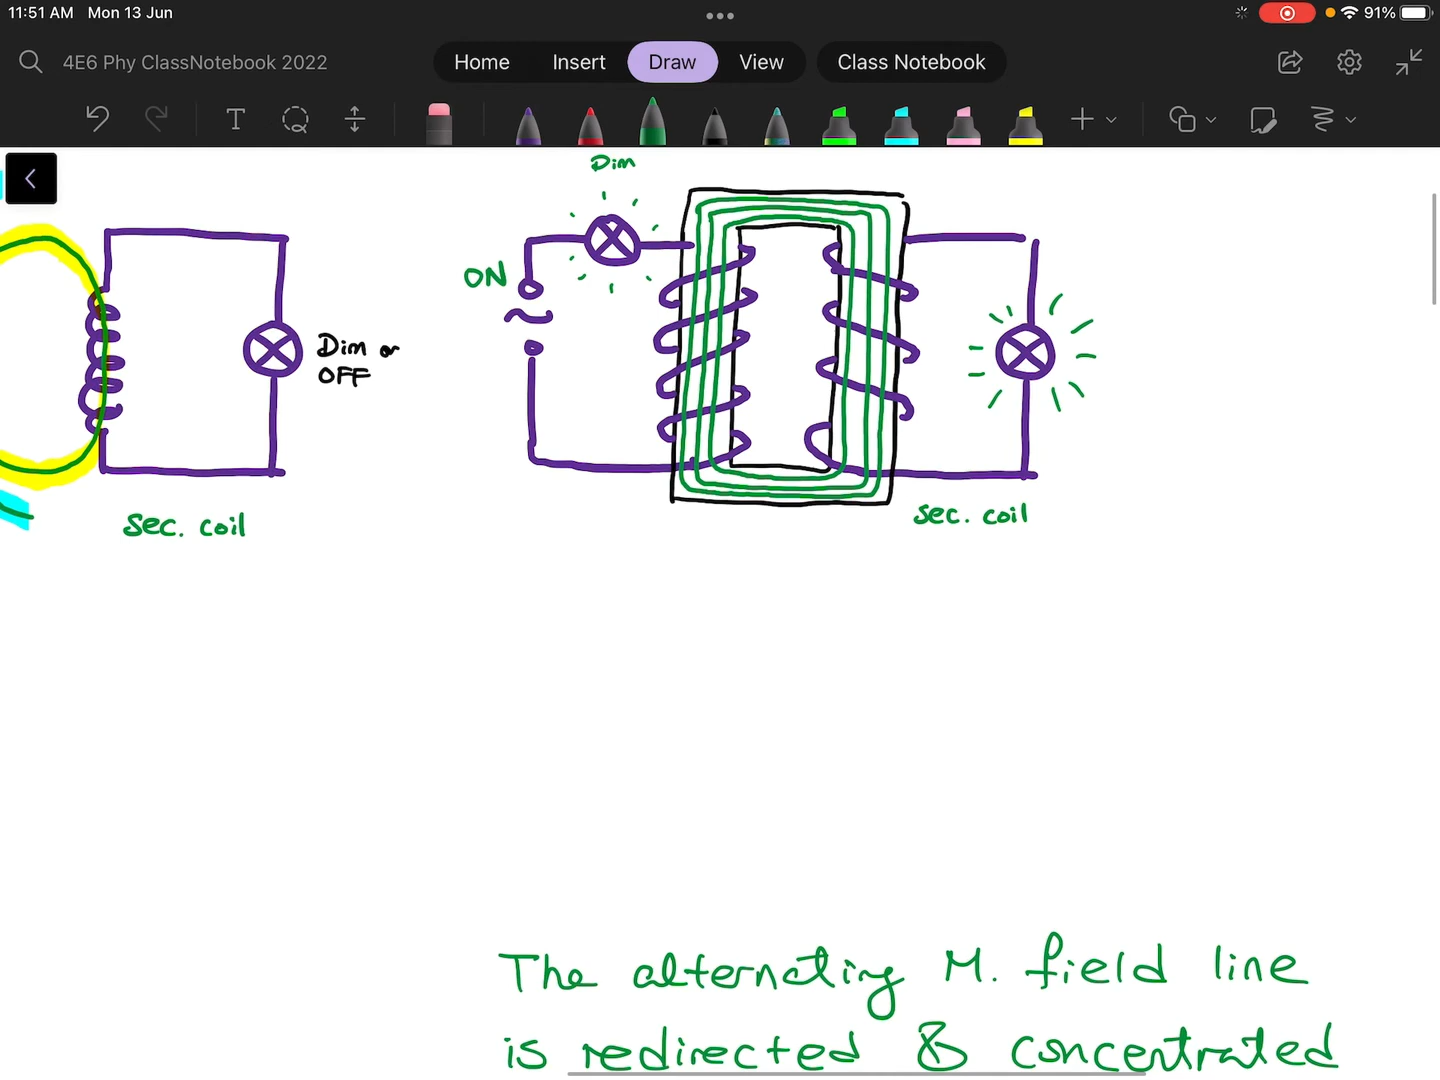 11:51 AM Mon 13 Jun
91%
4E6 Phy ClassNotebook 2022
Home Insert Draw View Class Notebook
Dim
ON
Dim or
OFF
sec. coil
sec. coil
The alternating M. field line
is redirected & concentrated